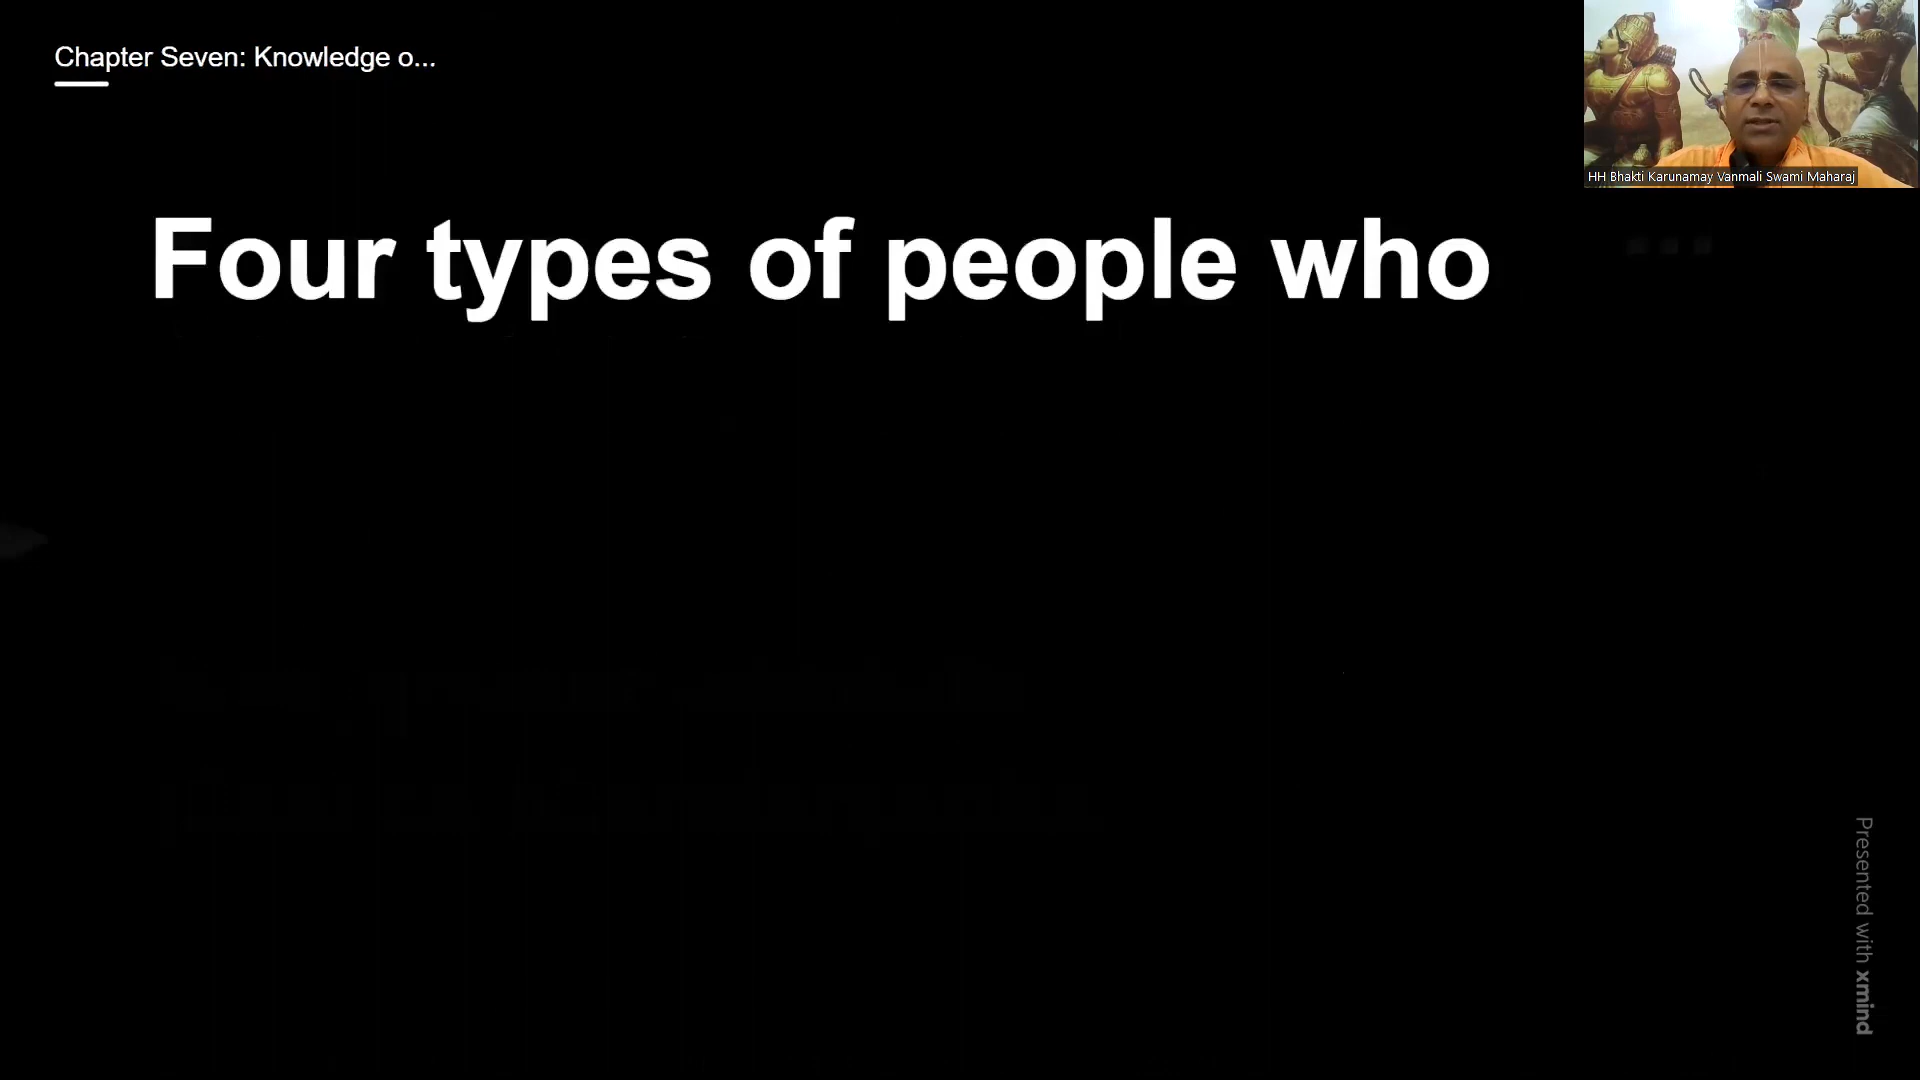 Chapter Seven: Knowledge o...
HH Bhakti Karunamay Vanmali Swami Maharaj
Four types of people who
Presented with xmind